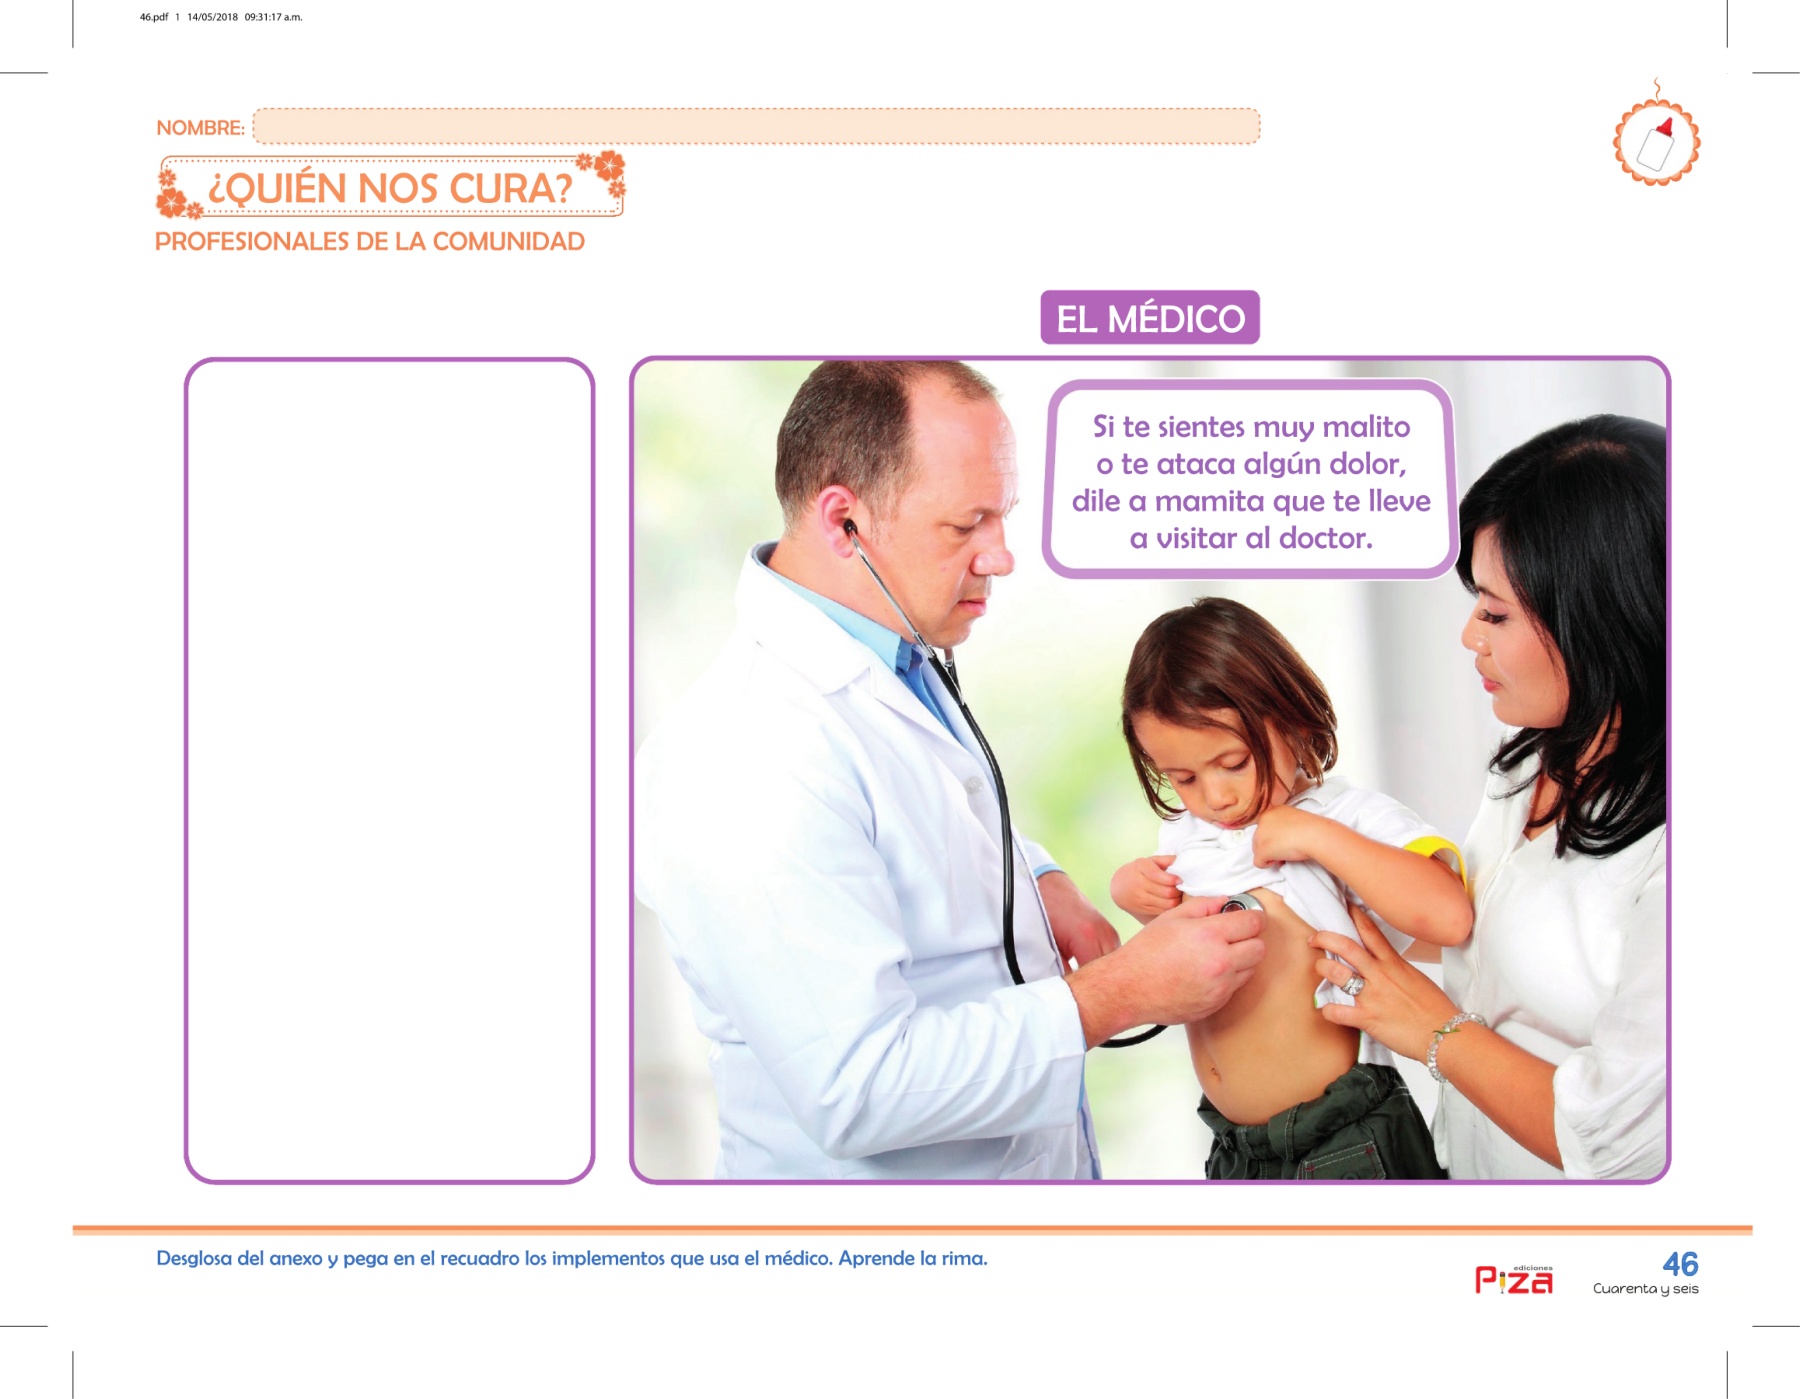 46.pdf 1 14/05/2018 09:31:17 a.m.
NOMBRE:
¿QUIÉN NOS CURA?
PROFESIONALES DE LA COMUNIDAD
EL MÉDICO
Si te sientes muy malito
o te ataca algún dolor,
dile a mamita que te lleve
a visitar al doctor.
Desglosa del anexo y pega en el recuadro los implementos que usa el médico. Aprende la rima.
ediciones
Piza
46
Cuarenta y seis